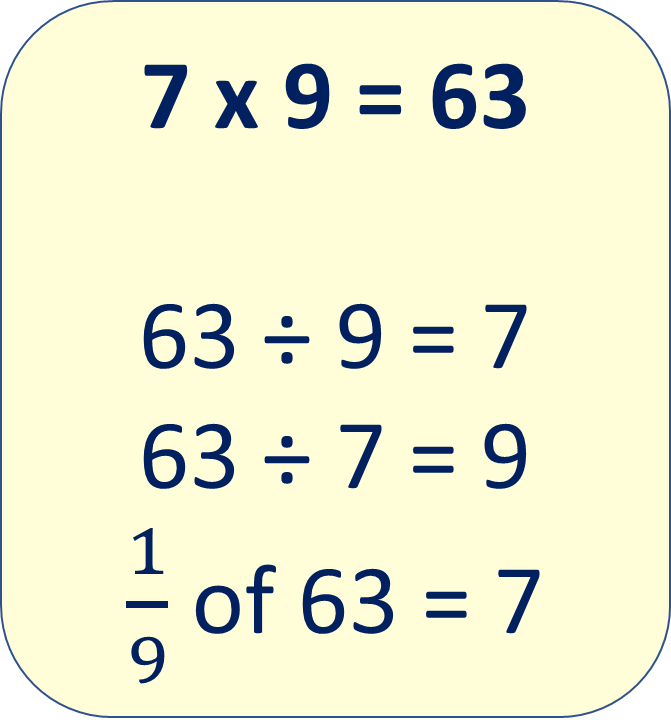 7 x 9 = 63
63 ÷ 9 = 7
63 ÷ 7 = 9
1/9 of 63 = 7